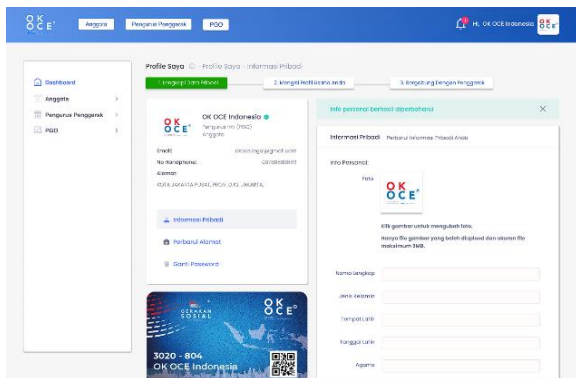 OK OCE
Anggota
Pengurus Penggerak
PGO
Hi, OK OCE Indonesia
OK OCE
Dashboard
Anggota
Pengurus Penggerak
PGO
Profile Saya - Profile Saya - Informasi Pribadi
1. Lengkapi Data Pribadi
2. Mengisi Profil Usaha Anda
3. Bergabung Dengan Penggerak
OK OCE
OK OCE Indonesia
Anggota
Email:
No Handphone:
Alamat:
Informasi Pribadi
Perbarui Alamat
Ganti Password
GERAKAN SOSIAL
OK OCE
3020 - 804
OK OCE Indonesia
Info personal berhasil diperbaharui
Informasi Pribadi Perbarui Informasi Pribadi Anda
Info Personal:
Foto
OK OCE
Klik gambar untuk mengubah foto.
Hanya file gambar yang boleh diupload dan ukuran file
maksimum 2MB.
Nama Lengkap
Jenis Kelamin
Tempat Lahir
Tanggal Lahir
Agama